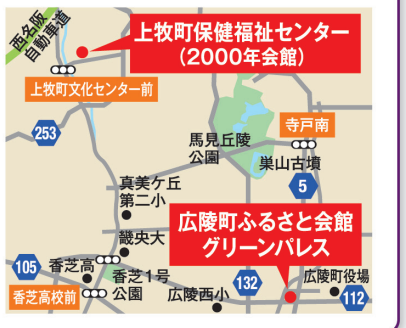 西名阪
自動車道
上牧町保健福祉センター
(2000年会館)
上牧町文化センター前
253
馬見丘陵
公園
寺戸南
巣山古墳
5
真美ケ丘
第二小
広陵町ふるさと会館
グリーンパレス
畿央大
105
香芝高
香芝1号
公園
香芝高校前
広陵西小
132
広陵町役場
112